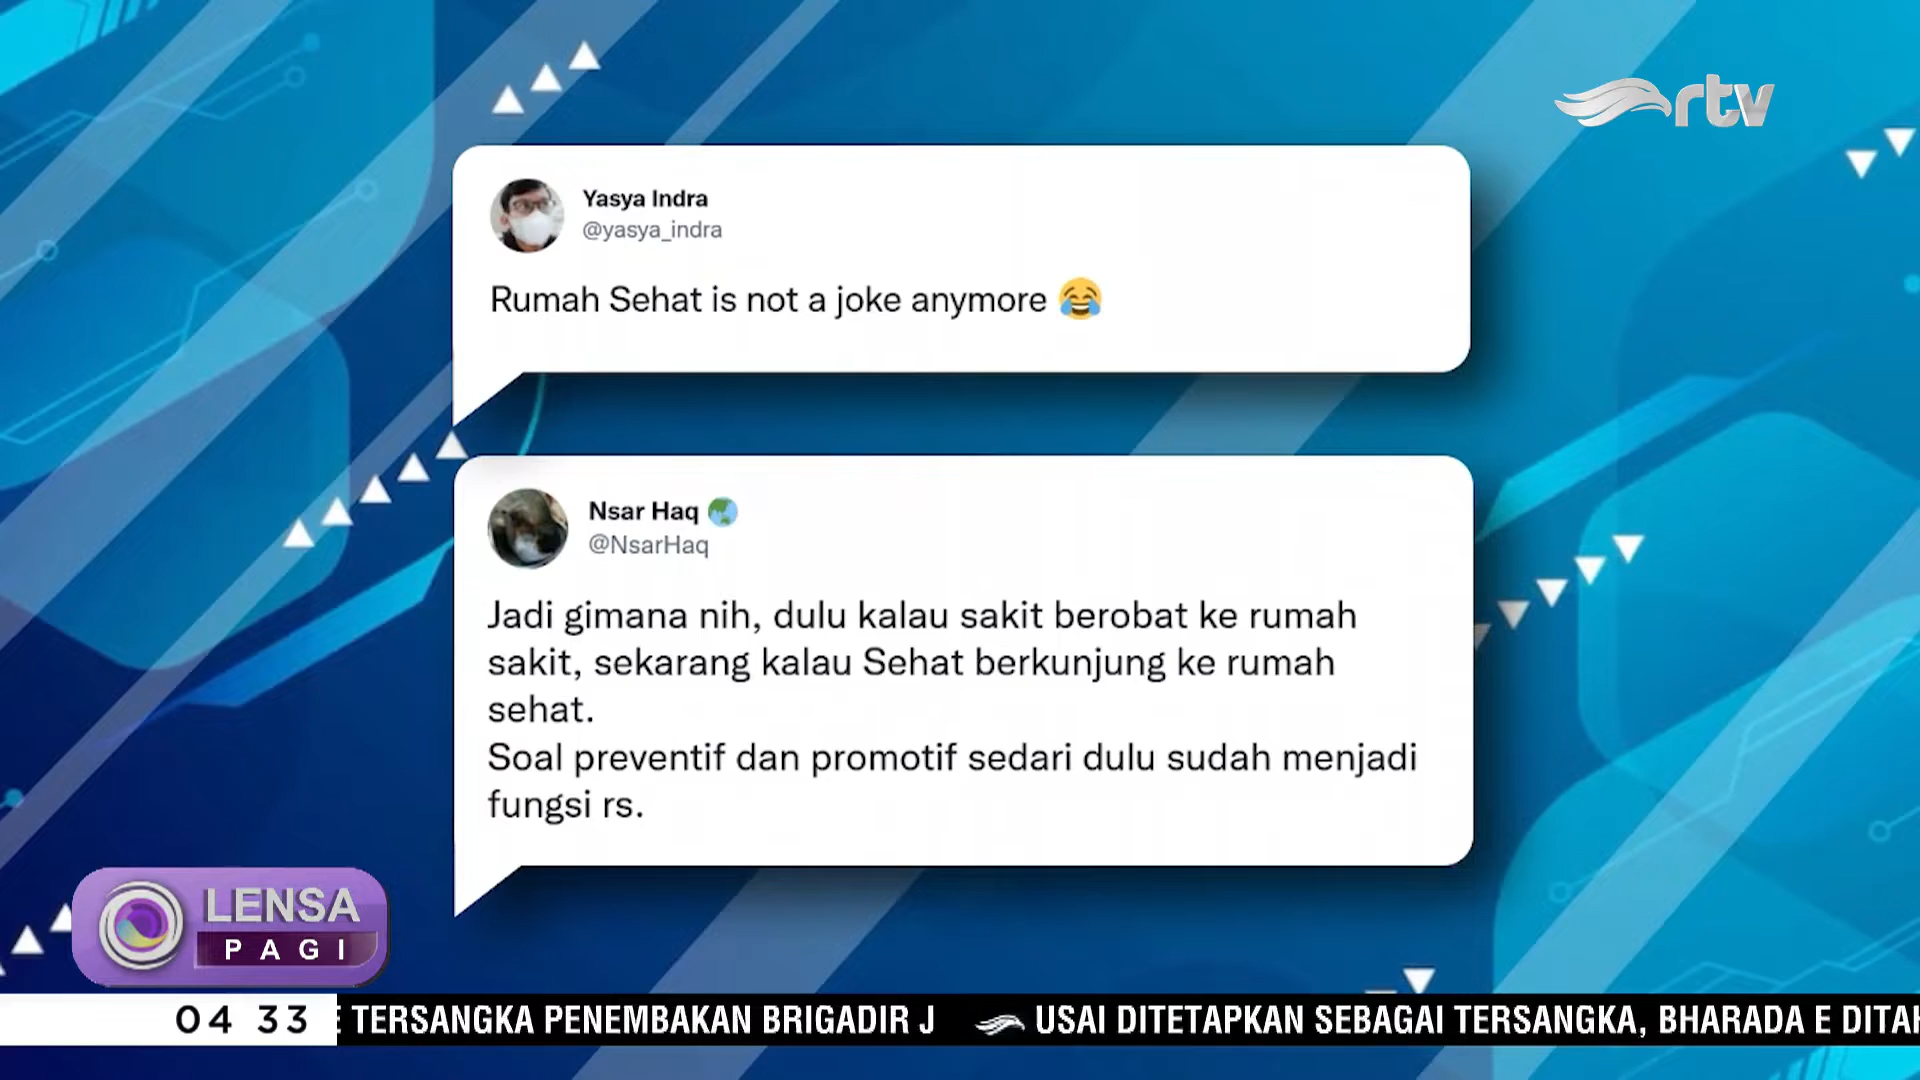 rtv
Yasya Indra
@yasya_indra
Rumah Sehat is not a joke anymore 😂
Nsar Haq 🌏
@NsarHaq
Jadi gimana nih, dulu kalau sakit berobat ke rumah
sakit, sekarang kalau Sehat berkunjung ke rumah
sehat.
Soal preventif dan promotif sedari dulu sudah menjadi
fungsi rs.
LENSA
PAGI
04 33 TERSANGKA PENEMBAKAN BRIGADIR J USAI DITETAPKAN SEBAGAI TERSANGKA, BHARADA E